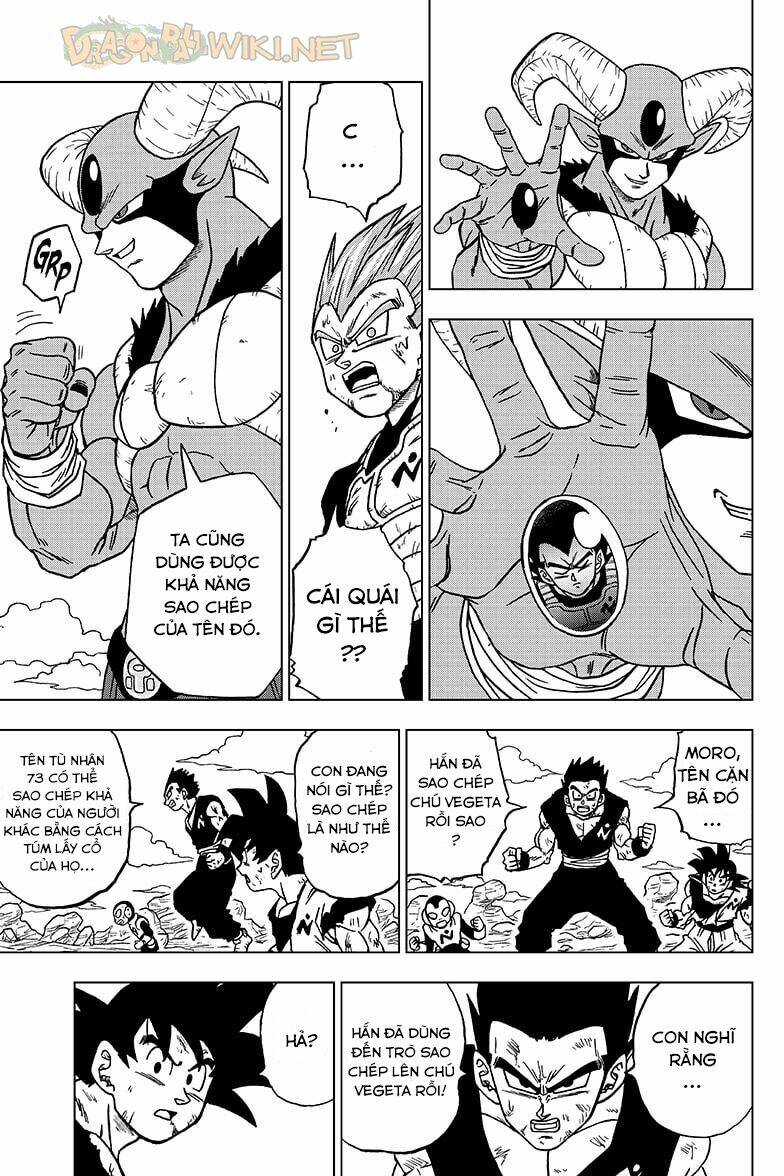 DRAGON BALL WIKI.NET
C
...
CÁI QUÁI
GÌ THẾ
??
GRP
TA CŨNG
DÙNG ĐƯỢC
KHẢ NĂNG
SAO CHÉP
CỦA TÊN ĐÓ.
MORO,
TÊN CẶN
BÃ ĐÓ
...
HẮN ĐÃ
SAO CHÉP
CHÚ VEGETA
RỒI SAO
?
CON ĐANG
NÓI GÌ THẾ?
SAO CHÉP
LÀ NHƯ THẾ
NÀO?
TÊN TÙ NHÂN
73 CÓ THỂ
SAO CHÉP KHẢ
NĂNG CỦA NGƯỜI
KHÁC BẰNG CÁCH
TÚM LẤY CỔ
CỦA HỌ...
CON NGHĨ
RẰNG
...
HẮN ĐÃ DÙNG
ĐẾN TRÒ SAO
CHÉP LÊN CHÚ
VEGETA RỒI!
HẢ?